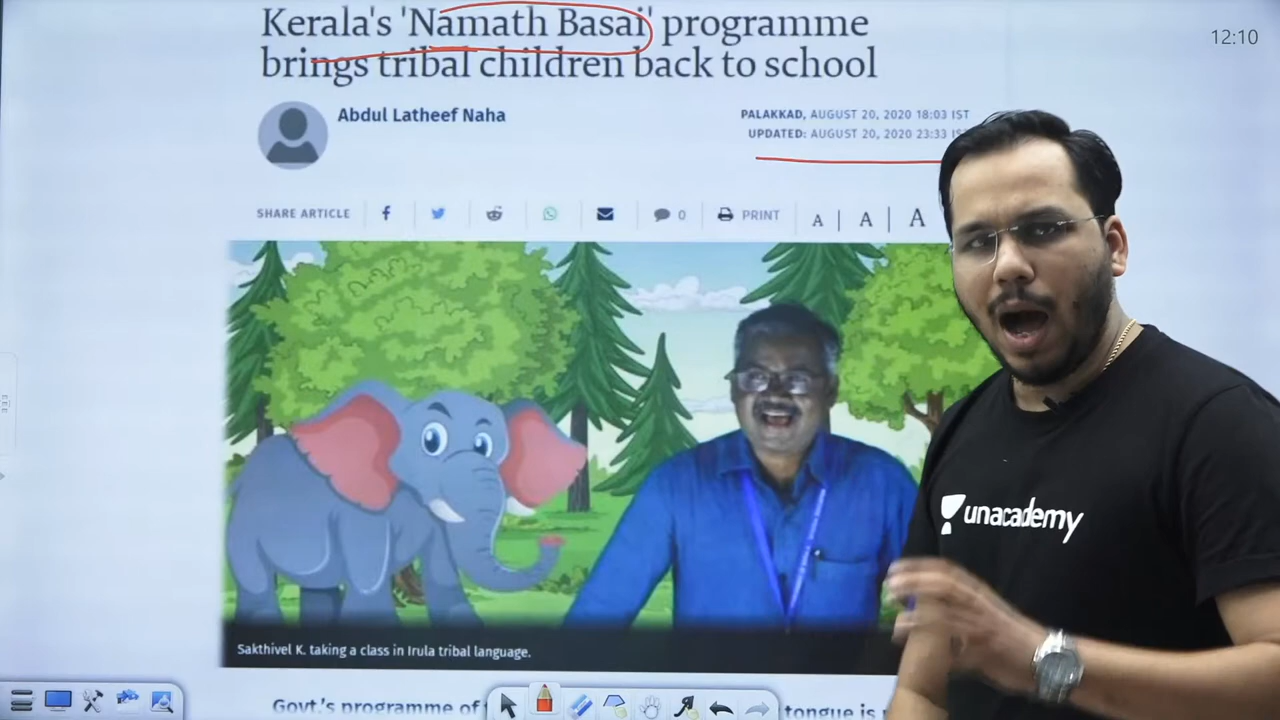 Kerala's 'Namath Basai' programme
brings tribal children back to school
12:10
Abdul Latheef Naha
PALAKKAD, AUGUST 20, 2020 18:03 IST
UPDATED: AUGUST 20, 2020 23:33
SHARE ARTICLE
0
PRINT
A | A | A
unacademy
Sakthivel K. taking a class in Irula tribal language.
Govt.'s programme of
tongue is